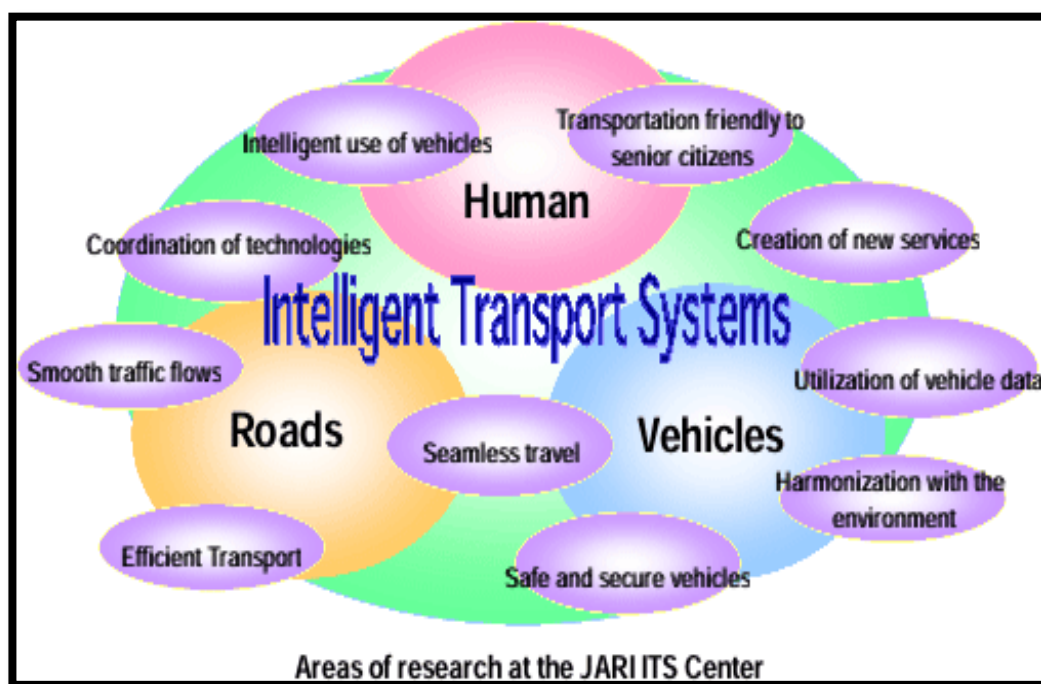 Transportation friendly to
senior citizens
Intelligent use of vehicles
Human
Creation of new services
Coordination of technologies
Intelligent Transport Systems
Smooth traffic flows
Utilization of vehicle data
Roads
Seamless travel
Vehicles
Harmonization with the
environment
Efficient Transport
Safe and secure vehicles
Areas of research at the JARI ITS Center